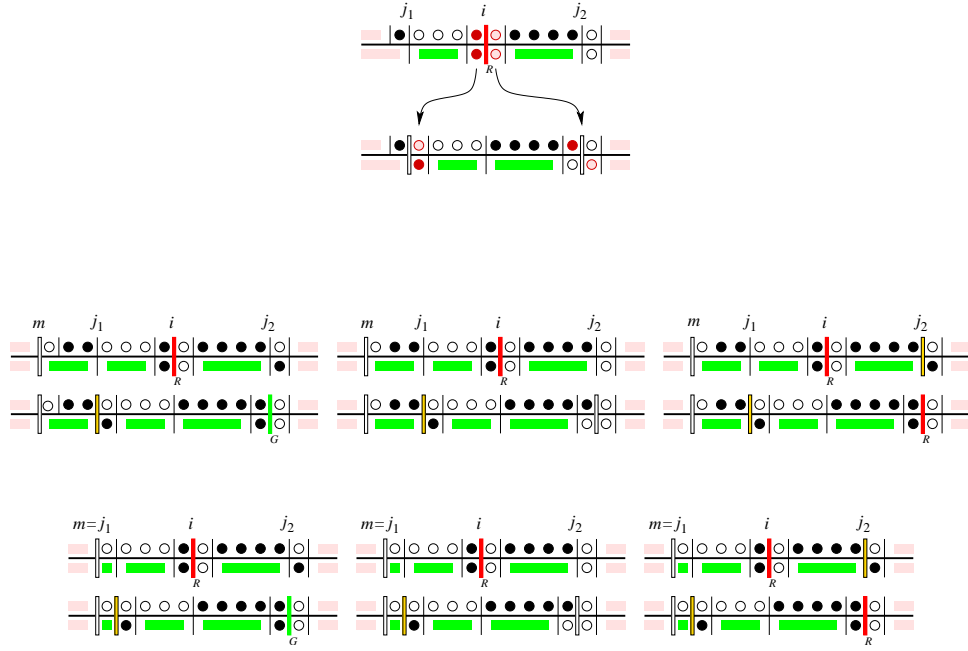 j₁ i j₂
R
m j₁ i j₂ m j₁ i j₂ m j₁ i j₂
R R R
G R
m=j₁ i j₂ m=j₁ i j₂ m=j₁ i j₂
R R R
G R